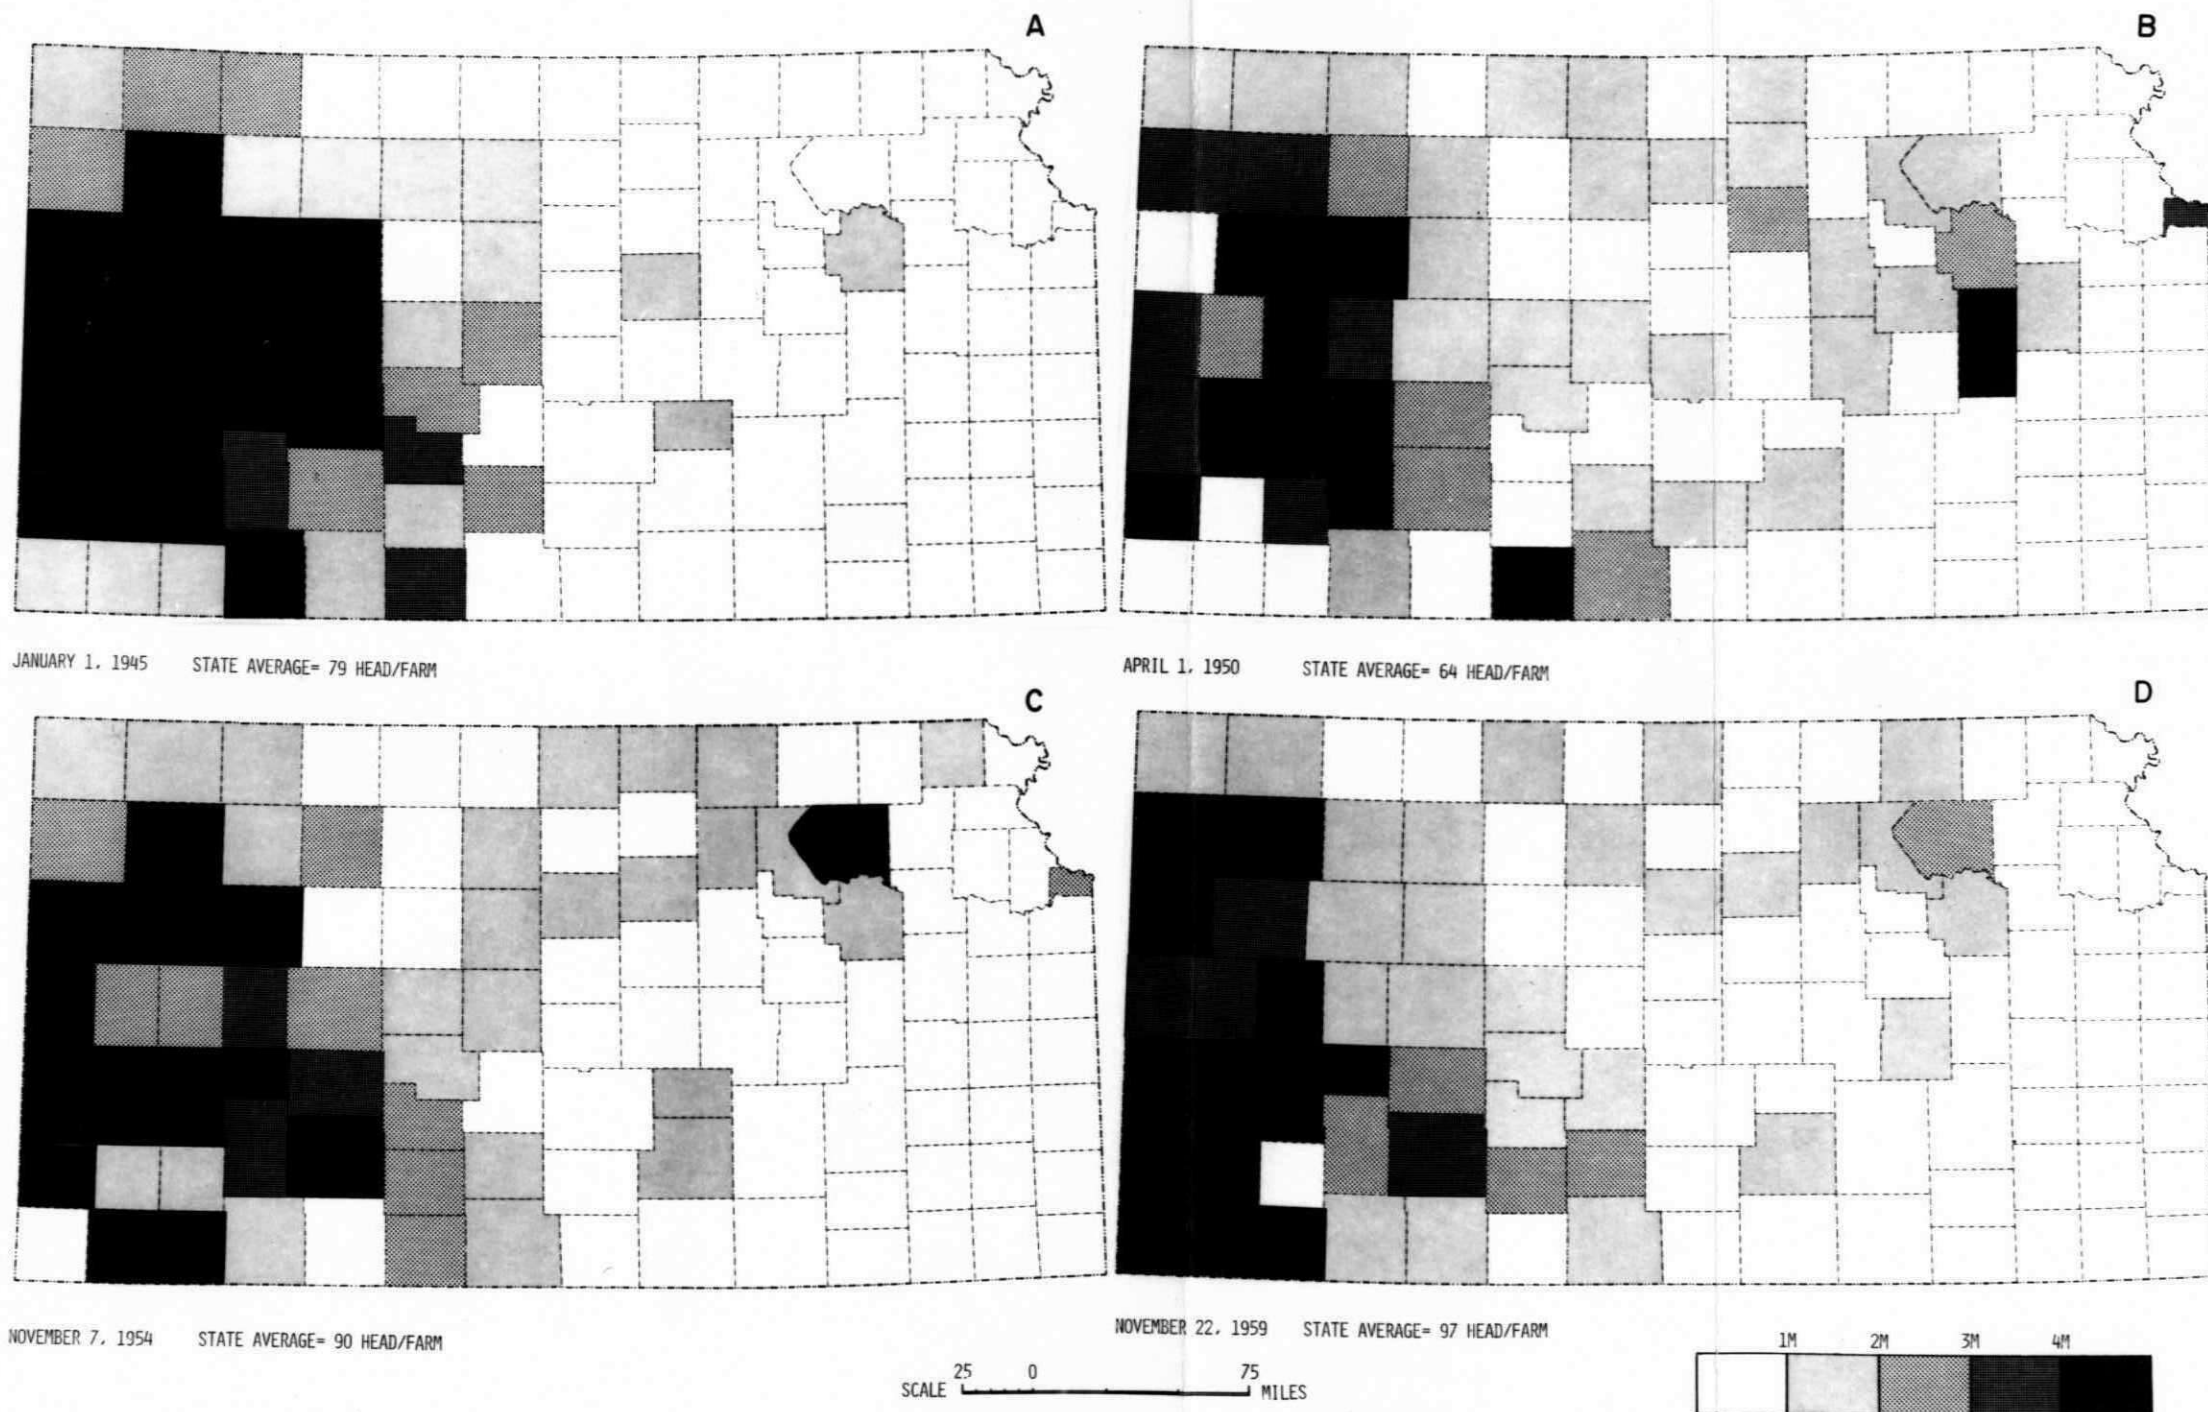 A
B
JANUARY 1, 1945 STATE AVERAGE= 79 HEAD/FARM
APRIL 1, 1950 STATE AVERAGE= 64 HEAD/FARM
C
D
NOVEMBER 7, 1954 STATE AVERAGE= 90 HEAD/FARM
NOVEMBER 22, 1959 STATE AVERAGE= 97 HEAD/FARM
25 0 75
SCALE MILES
1M 2M 3M 4M